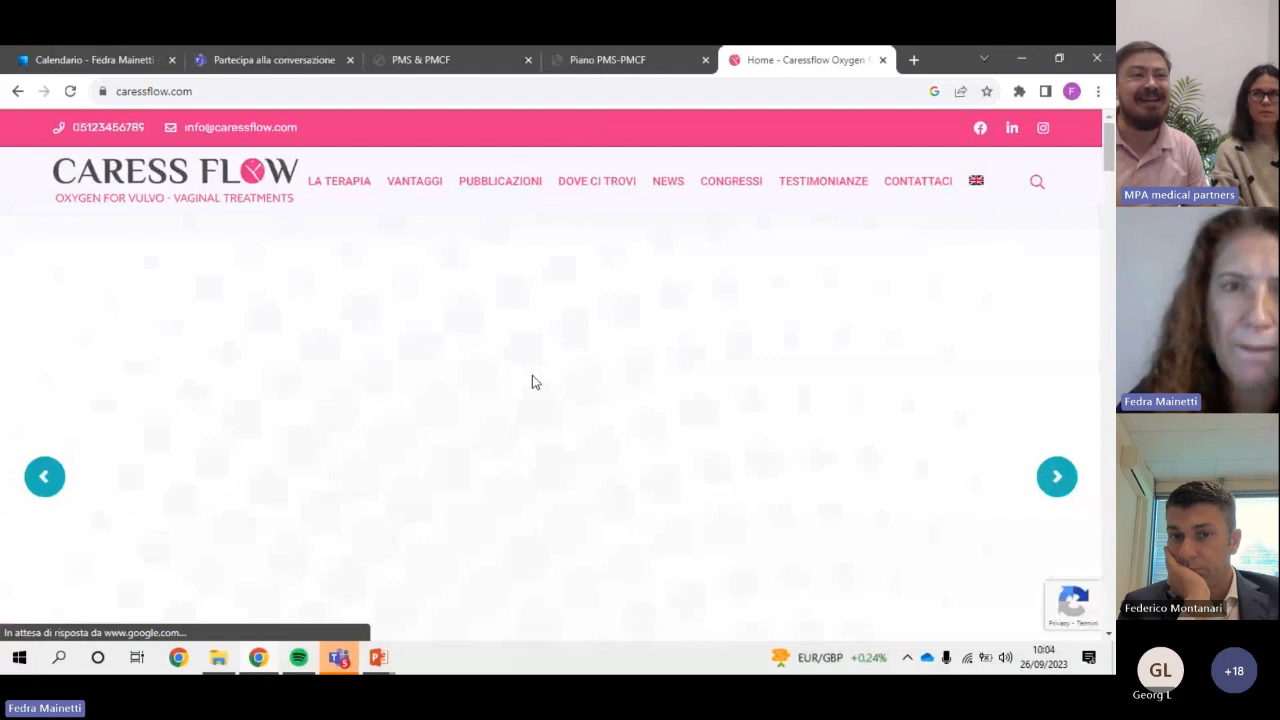 Calendario - Fedra Mainetti
Partecipa alla conversazione
PMS & PMCF
Piano PMS-PMCF
Home - Caressflow Oxygen
caressflow.com
F
05123456789
info@caressflow.com
CARESS FLOW
OXYGEN FOR VULVO - VAGINAL TREATMENTS
LA TERAPIA
VANTAGGI
PUBBLICAZIONI
DOVE CI TROVI
NEWS
CONGRESSI
TESTIMONIANZE
CONTATTACI
Privacy - Termini
In attesa di risposta da www.google.com...
EUR/GBP +0.24%
10:04
26/09/2023
MPA medical partners
Fedra Mainetti
Federico Montanari
GL
Georg L
+18
Fedra Mainetti